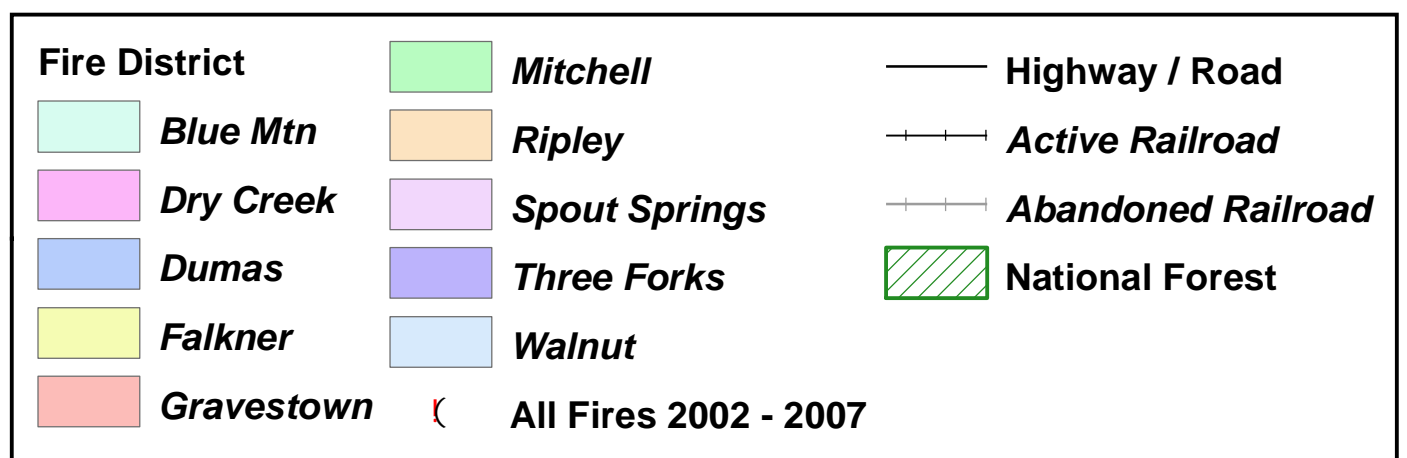 Fire District
Blue Mtn
Dry Creek
Dumas
Falkner
Gravestown
Mitchell
Ripley
Spout Springs
Three Forks
Walnut
All Fires 2002 - 2007
Highway / Road
Active Railroad
Abandoned Railroad
National Forest